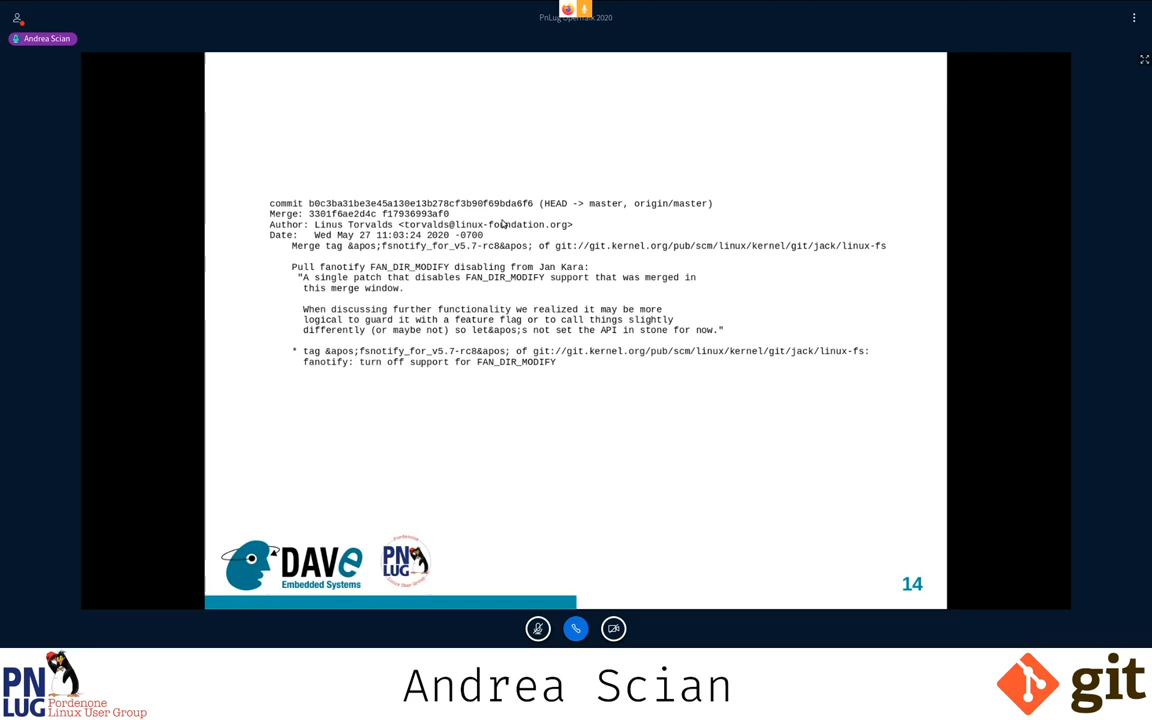 PnLug OpenTalk 2020
Andrea Scian
commit b0c3ba31be3e45a130e13b278cf3b90f69bda6f6 (HEAD -> master, origin/master)
Merge: 3301f6ae2d4c f17936993af0
Author: Linus Torvalds <torvalds@linux-foundation.org>
Date: Wed May 27 11:03:24 2020 -0700
Merge tag &apos;fsnotify_for_v5.7-rc8&apos; of git://git.kernel.org/pub/scm/linux/kernel/git/jack/linux-fs
Pull fanotify FAN_DIR_MODIFY disabling from Jan Kara:
"A single patch that disables FAN_DIR_MODIFY support that was merged in
this merge window.
When discussing further functionality we realized it may be more
logical to guard it with a feature flag or to call things slightly
differently (or maybe not) so let&apos;s not set the API in stone for now."
* tag &apos;fsnotify_for_v5.7-rc8&apos; of git://git.kernel.org/pub/scm/linux/kernel/git/jack/linux-fs:
fanotify: turn off support for FAN_DIR_MODIFY
DAVe
Embedded Systems
Pordenone
PN
LUG
Linux User Group
14
PN
LUG
Pordenone
Linux User Group
Andrea Scian
git